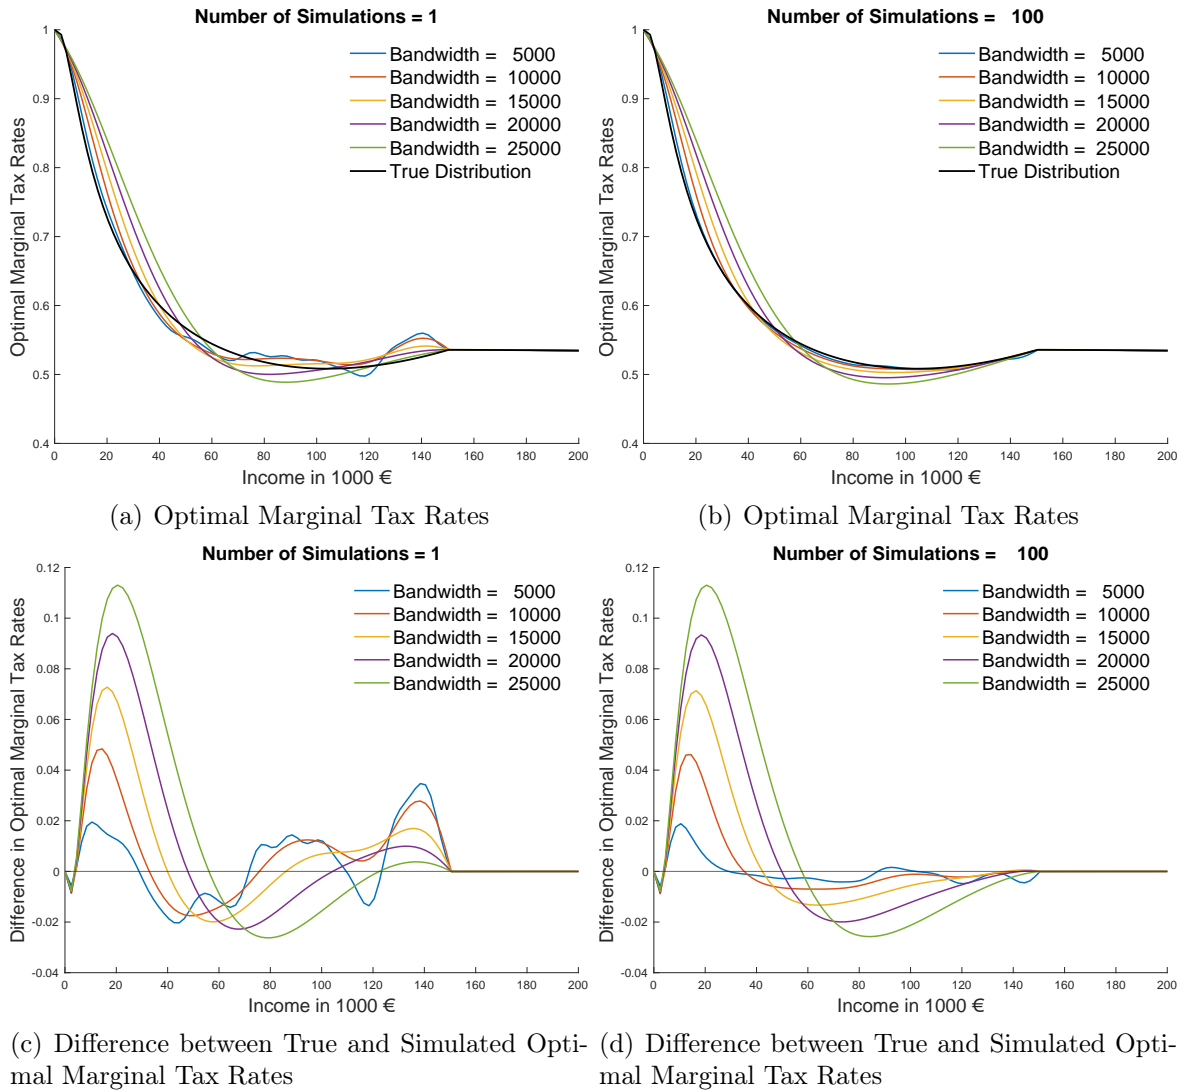 Number of Simulations = 1
Optimal Marginal Tax Rates
1
0.9
0.8
0.7
0.6
0.5
0.4
Bandwidth = 5000
Bandwidth = 10000
Bandwidth = 15000
Bandwidth = 20000
Bandwidth = 25000
True Distribution
0 20 40 60 80 100 120 140 160 180 200
Income in 1000 €
(a) Optimal Marginal Tax Rates
Number of Simulations = 100
Optimal Marginal Tax Rates
1
0.9
0.8
0.7
0.6
0.5
0.4
Bandwidth = 5000
Bandwidth = 10000
Bandwidth = 15000
Bandwidth = 20000
Bandwidth = 25000
True Distribution
0 20 40 60 80 100 120 140 160 180 200
Income in 1000 €
(b) Optimal Marginal Tax Rates
Number of Simulations = 1
Difference in Optimal Marginal Tax Rates
0.12
0.1
0.08
0.06
0.04
0.02
0
-0.02
-0.04
Bandwidth = 5000
Bandwidth = 10000
Bandwidth = 15000
Bandwidth = 20000
Bandwidth = 25000
0 20 40 60 80 100 120 140 160 180 200
Income in 1000 €
(c) Difference between True and Simulated Opti-
mal Marginal Tax Rates
Number of Simulations = 100
Difference in Optimal Marginal Tax Rates
0.12
0.1
0.08
0.06
0.04
0.02
0
-0.02
-0.04
Bandwidth = 5000
Bandwidth = 10000
Bandwidth = 15000
Bandwidth = 20000
Bandwidth = 25000
0 20 40 60 80 100 120 140 160 180 200
Income in 1000 €
(d) Difference between True and Simulated Opti-
mal Marginal Tax Rates